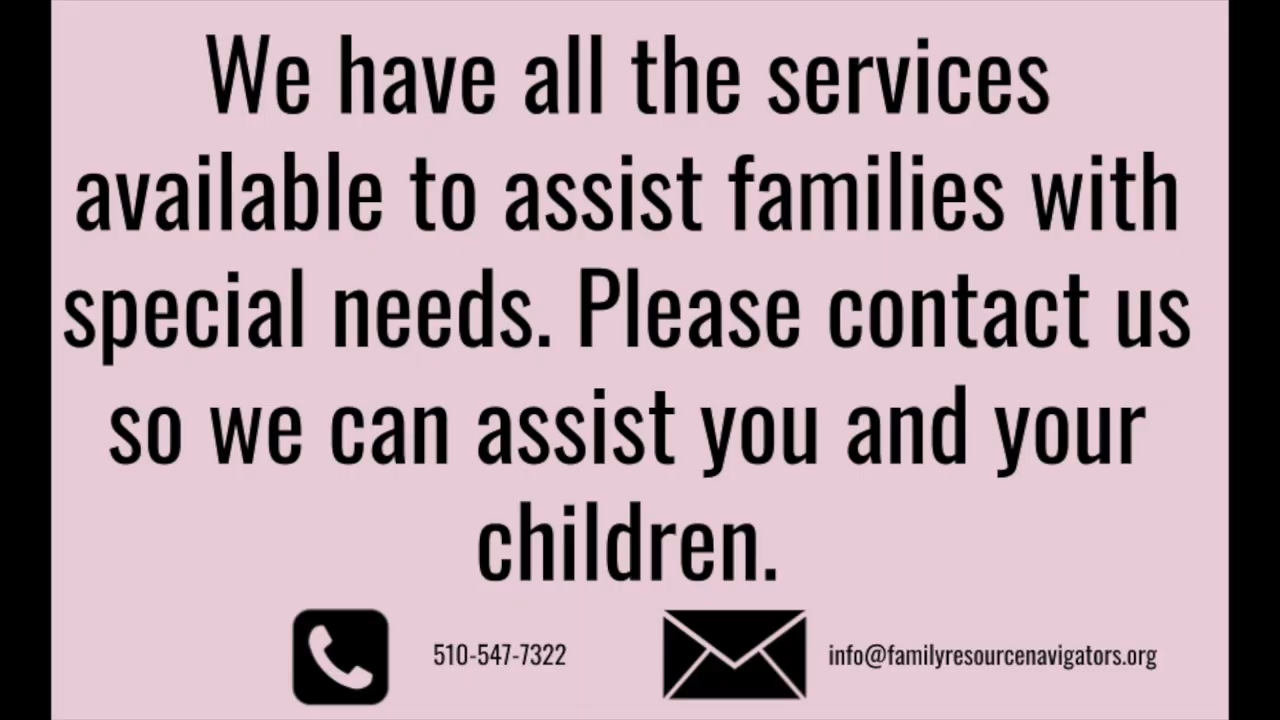 We have all the services
available to assist families with
special needs. Please contact us
so we can assist you and your
children.
510-547-7322
info@familyresourcenavigators.org